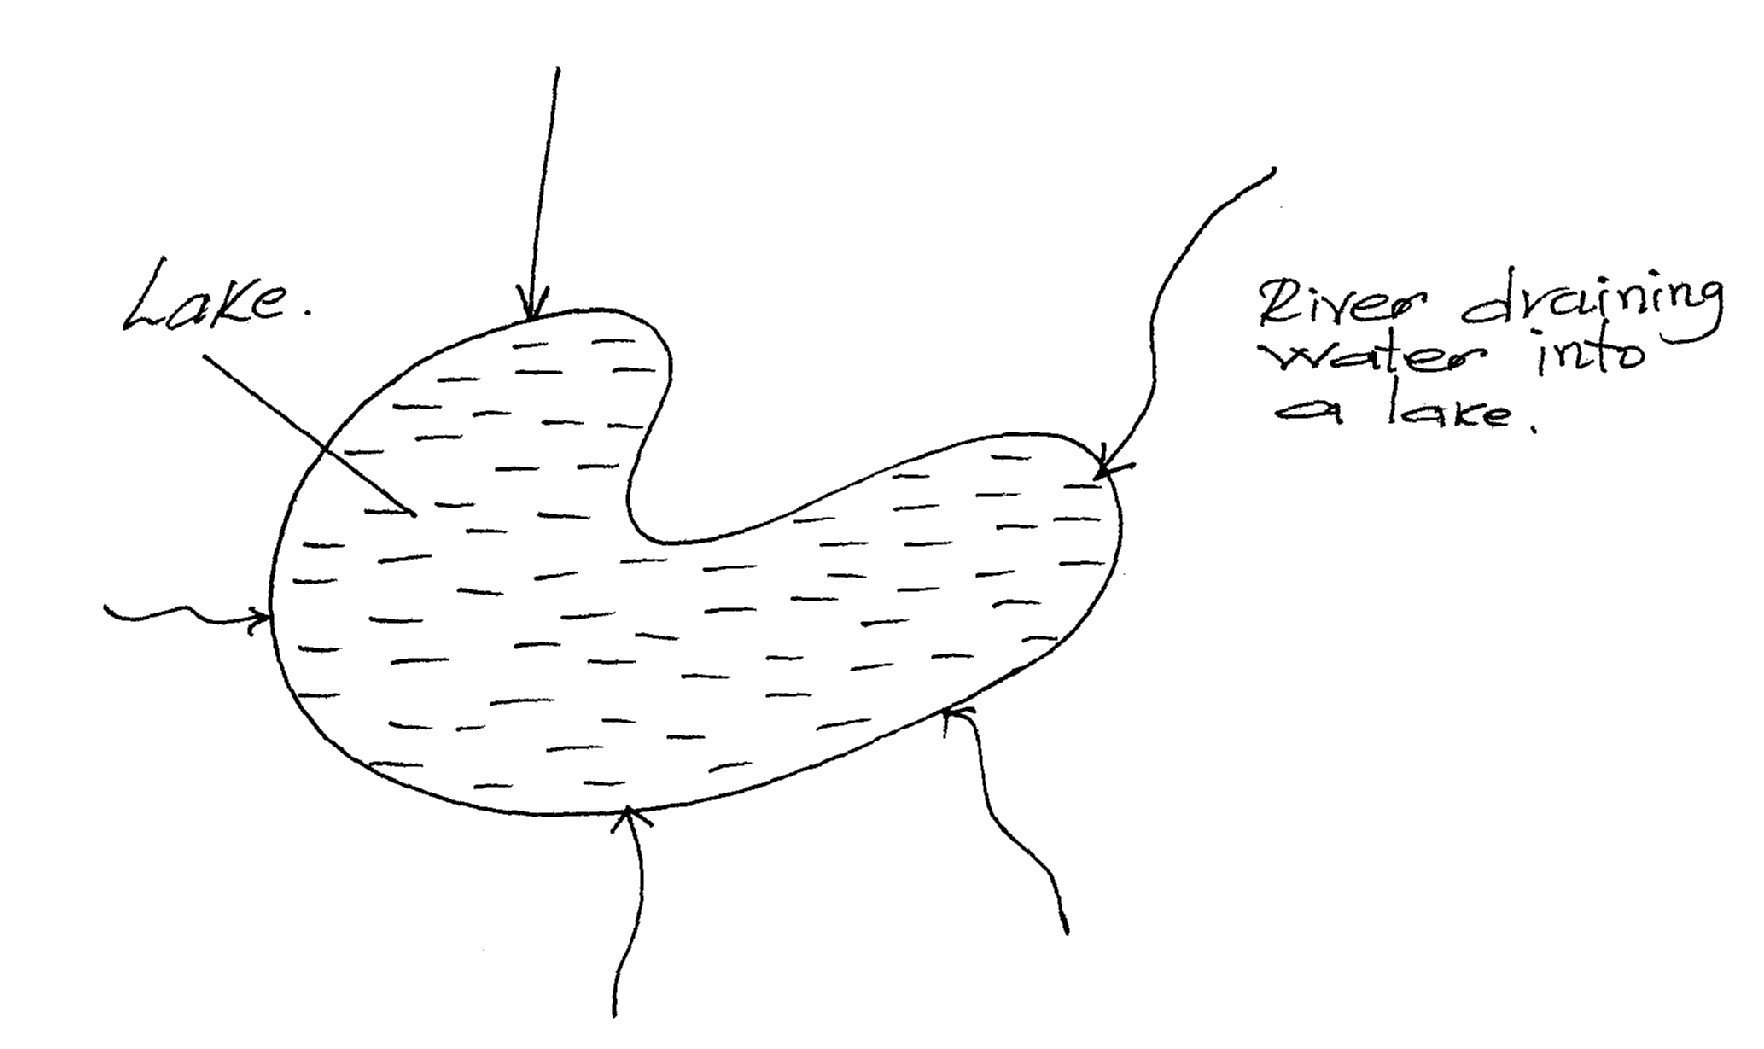 Lake.
River draining
water into
a lake.